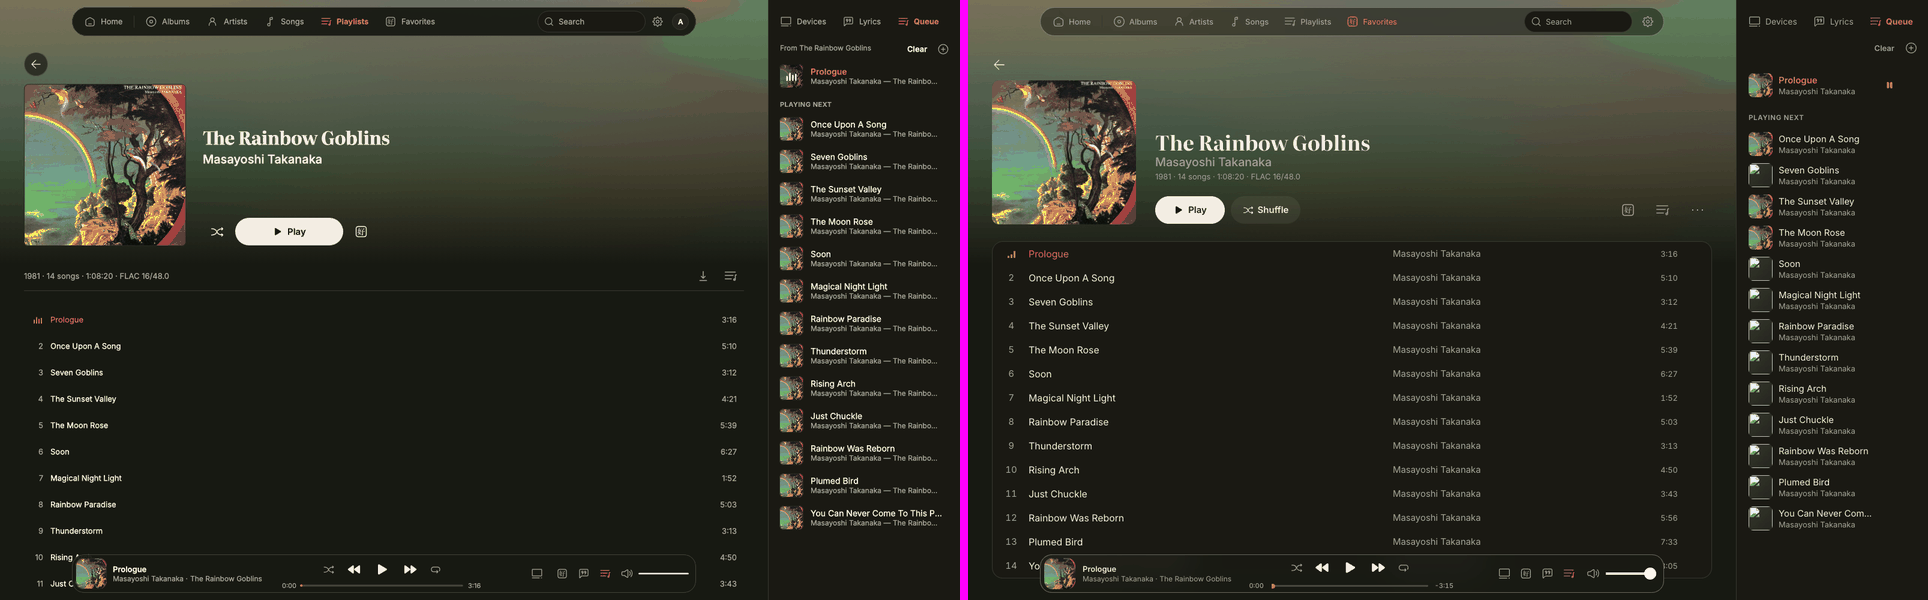 Home Albums Artists Songs Playlists Favorites Search A
THE RAINBOW GOBLINS
The Rainbow Goblins
Masayoshi Takanaka
Play
1981 · 14 songs · 1:08:20 · FLAC 16/48.0
Prologue 3:16
2 Once Upon A Song 5:10
3 Seven Goblins 3:12
4 The Sunset Valley 4:21
5 The Moon Rose 5:39
6 Soon 6:27
7 Magical Night Light 1:52
8 Rainbow Paradise 5:03
9 Thunderstorm 3:13
10 Rising 4:50
11 Just C 3:43
Prologue
Masayoshi Takanaka · The Rainbow Goblins
0:00 3:16
Devices Lyrics Queue
From The Rainbow Goblins Clear
Prologue
Masayoshi Takanaka — The Rainbo...
PLAYING NEXT
Once Upon A Song
Masayoshi Takanaka — The Rainbo...
Seven Goblins
Masayoshi Takanaka — The Rainbo...
The Sunset Valley
Masayoshi Takanaka — The Rainbo...
The Moon Rose
Masayoshi Takanaka — The Rainbo...
Soon
Masayoshi Takanaka — The Rainbo...
Magical Night Light
Masayoshi Takanaka — The Rainbo...
Rainbow Paradise
Masayoshi Takanaka — The Rainbo...
Thunderstorm
Masayoshi Takanaka — The Rainbo...
Rising Arch
Masayoshi Takanaka — The Rainbo...
Just Chuckle
Masayoshi Takanaka — The Rainbo...
Rainbow Was Reborn
Masayoshi Takanaka — The Rainbo...
Plumed Bird
Masayoshi Takanaka — The Rainbo...
You Can Never Come To This P...
Masayoshi Takanaka — The Rainbo...
Home Albums Artists Songs Playlists Favorites Search
THE RAINBOW GOBLINS
The Rainbow Goblins
Masayoshi Takanaka
1981 · 14 songs · 1:08:20 · FLAC 16/48.0
Play Shuffle
Prologue Masayoshi Takanaka 3:16
2 Once Upon A Song Masayoshi Takanaka 5:10
3 Seven Goblins Masayoshi Takanaka 3:12
4 The Sunset Valley Masayoshi Takanaka 4:21
5 The Moon Rose Masayoshi Takanaka 5:39
6 Soon Masayoshi Takanaka 6:27
7 Magical Night Light Masayoshi Takanaka 1:52
8 Rainbow Paradise Masayoshi Takanaka 5:03
9 Thunderstorm Masayoshi Takanaka 3:13
10 Rising Arch Masayoshi Takanaka 4:50
11 Just Chuckle Masayoshi Takanaka 3:43
12 Rainbow Was Reborn Masayoshi Takanaka 5:56
13 Plumed Bird Masayoshi Takanaka 7:33
14 Yo :05
Prologue
Masayoshi Takanaka · The Rainbow Goblins
0:00 -3:15
Devices Lyrics Queue
Clear
Prologue
Masayoshi Takanaka
PLAYING NEXT
Once Upon A Song
Masayoshi Takanaka
Seven Goblins
Masayoshi Takanaka
The Sunset Valley
Masayoshi Takanaka
The Moon Rose
Masayoshi Takanaka
Soon
Masayoshi Takanaka
Magical Night Light
Masayoshi Takanaka
Rainbow Paradise
Masayoshi Takanaka
Thunderstorm
Masayoshi Takanaka
Rising Arch
Masayoshi Takanaka
Just Chuckle
Masayoshi Takanaka
Rainbow Was Reborn
Masayoshi Takanaka
Plumed Bird
Masayoshi Takanaka
You Can Never Com...
Masayoshi Takanaka